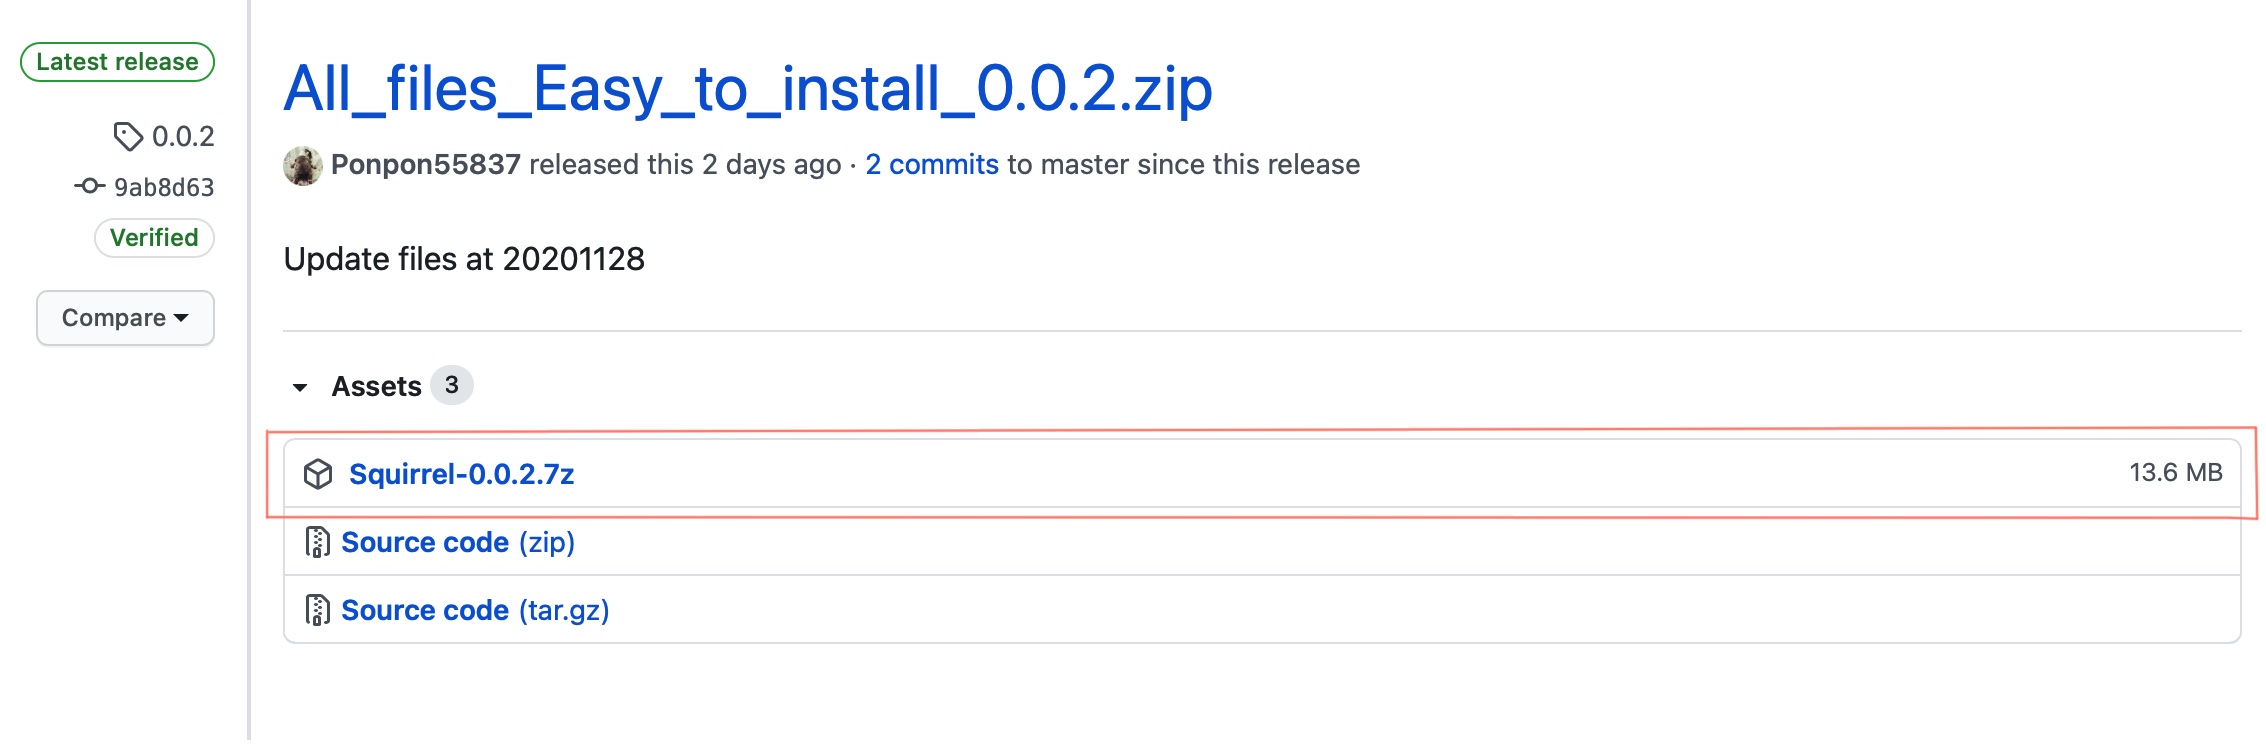 Latest release
0.0.2
9ab8d63
Verified
Compare
All_files_Easy_to_install_0.0.2.zip
Ponpon55837 released this 2 days ago · 2 commits to master since this release
Update files at 20201128
Assets 3
Squirrel-0.0.2.7z 13.6 MB
Source code (zip)
Source code (tar.gz)